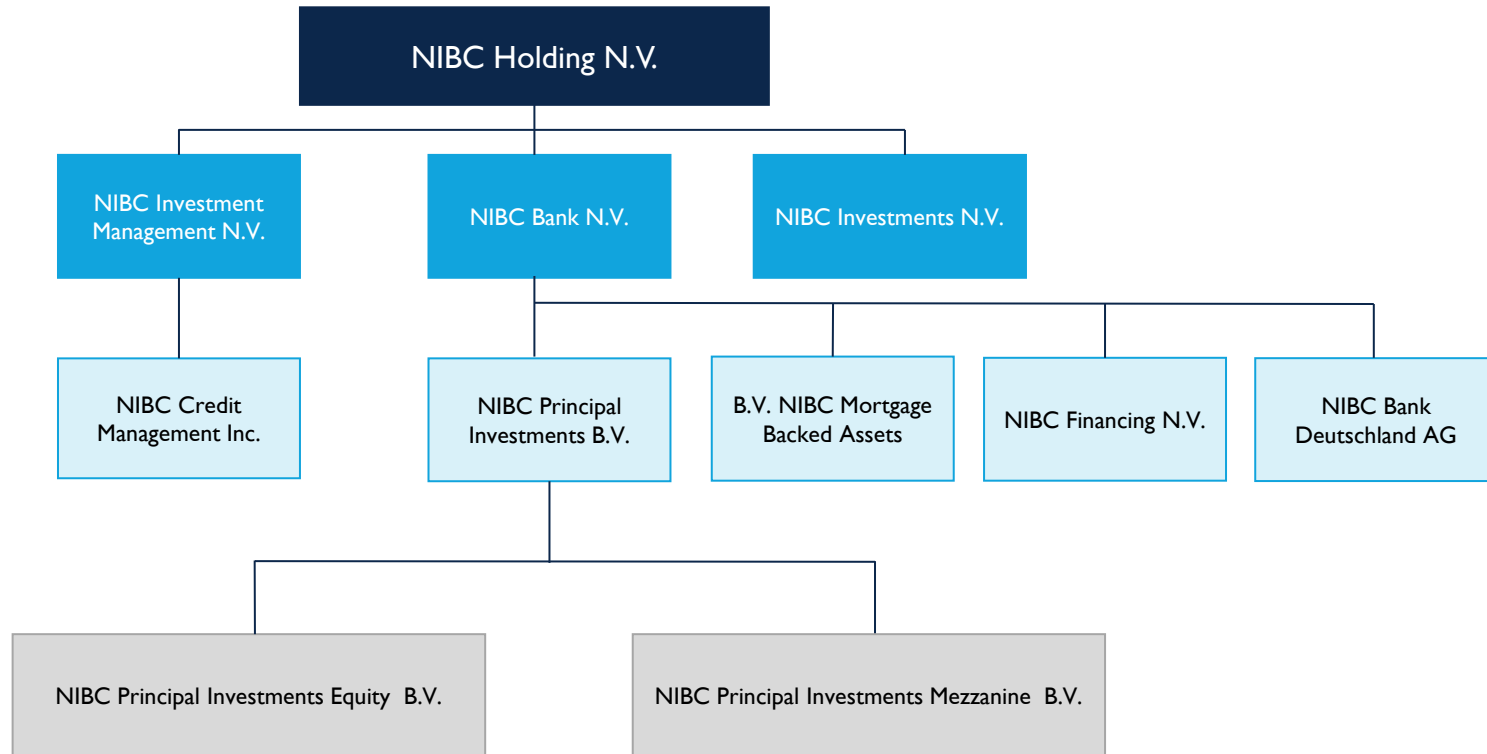 NIBC Holding N.V.
NIBC Investment
Management N.V.
NIBC Bank N.V.
NIBC Investments N.V.
NIBC Credit
Management Inc.
NIBC Principal
Investments B.V.
B.V. NIBC Mortgage
Backed Assets
NIBC Financing N.V.
NIBC Bank
Deutschland AG
NIBC Principal Investments Equity B.V.
NIBC Principal Investments Mezzanine B.V.